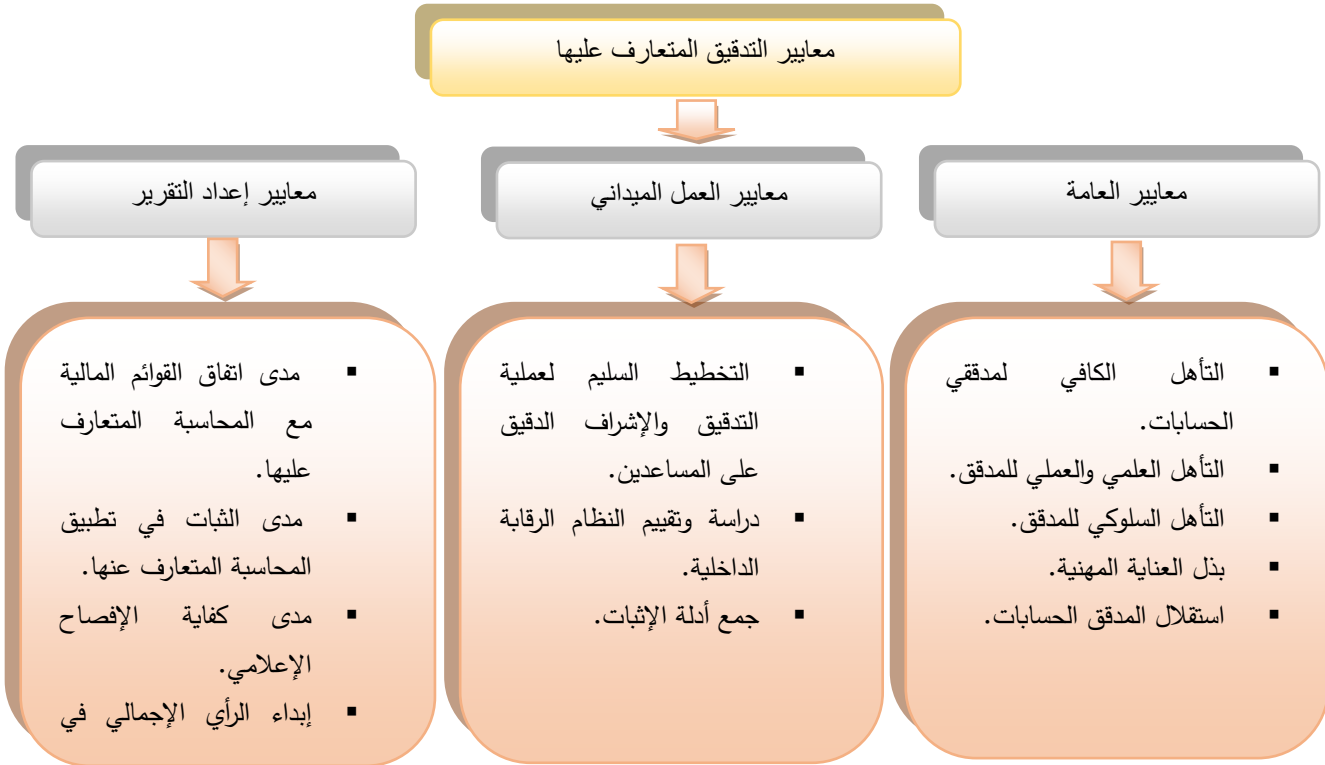 معايير التدقيق المتعارف عليها
معايير العامة
معايير العمل الميداني
معايير إعداد التقرير
▪ التأهل الكافي لمدققي
الحسابات.
▪ التأهل العلمي والعملي للمدقق.
▪ التأهل السلوكي للمدقق.
▪ بذل العناية المهنية.
▪ استقلال المدقق الحسابات.
▪ التخطيط السليم لعملية
التدقيق والإشراف الدقيق
على المساعدين.
▪ دراسة وتقييم النظام الرقابة
الداخلية.
▪ جمع أدلة الإثبات.
▪ مدى اتفاق القوائم المالية
مع المحاسبة المتعارف
عليها.
▪ مدى الثبات في تطبيق
المحاسبة المتعارف عنها.
▪ مدى كفاية الإفصاح
الإعلامي.
▪ إبداء الرأي الإجمالي في